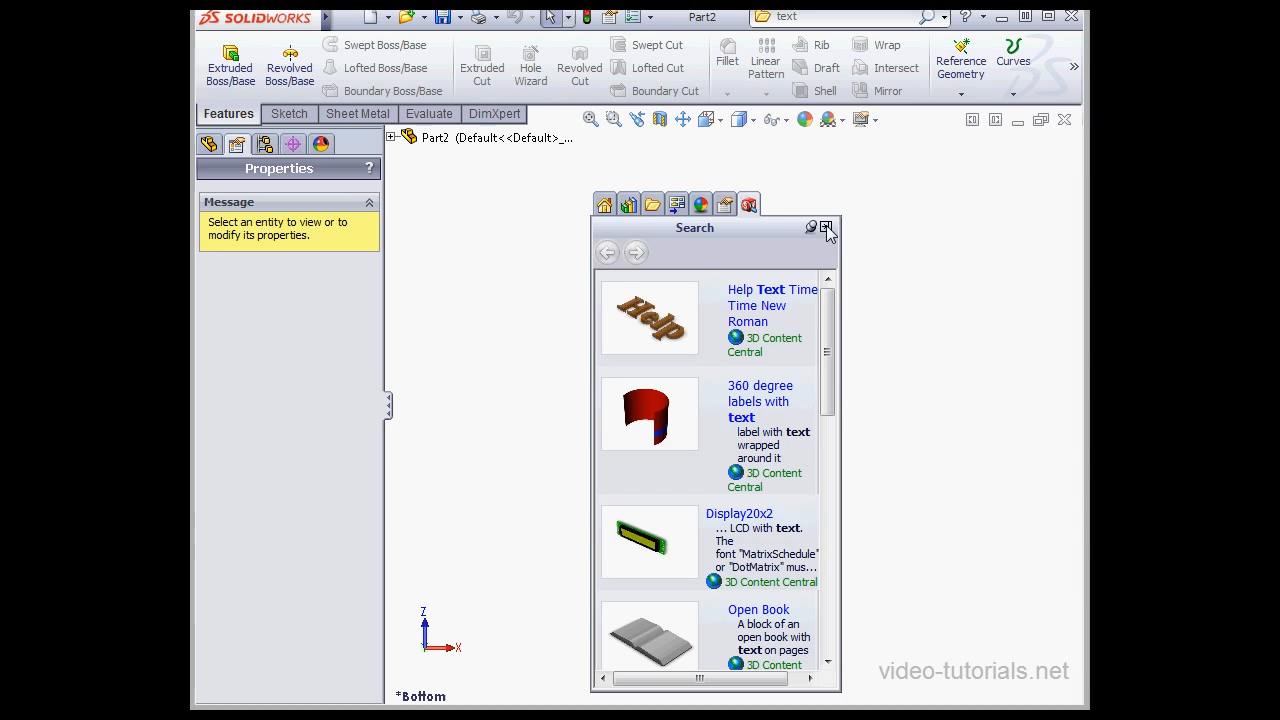 SOLIDWORKS
Part2
text
Extruded Boss/Base
Revolved Boss/Base
Swept Boss/Base
Lofted Boss/Base
Boundary Boss/Base
Extruded Cut
Hole Wizard
Revolved Cut
Swept Cut
Lofted Cut
Boundary Cut
Fillet
Linear Pattern
Rib
Draft
Shell
Wrap
Intersect
Mirror
Reference Geometry
Curves
Features
Sketch
Sheet Metal
Evaluate
DimXpert
Part2 (Default<<Default>_...
Properties ?
Message
Select an entity to view or to
modify its properties.
Search
Help Text Time
Time New
Roman
3D Content
Central
360 degree
labels with
text
label with text
wrapped
around it
3D Content
Central
Display20x2
... LCD with text.
The
font "MatrixSchedule"
or "DotMatrix" mus...
3D Content Central
Open Book
A block of an
open book with
text on pages
3D Content
Z
X
*Bottom
video-tutorials.net